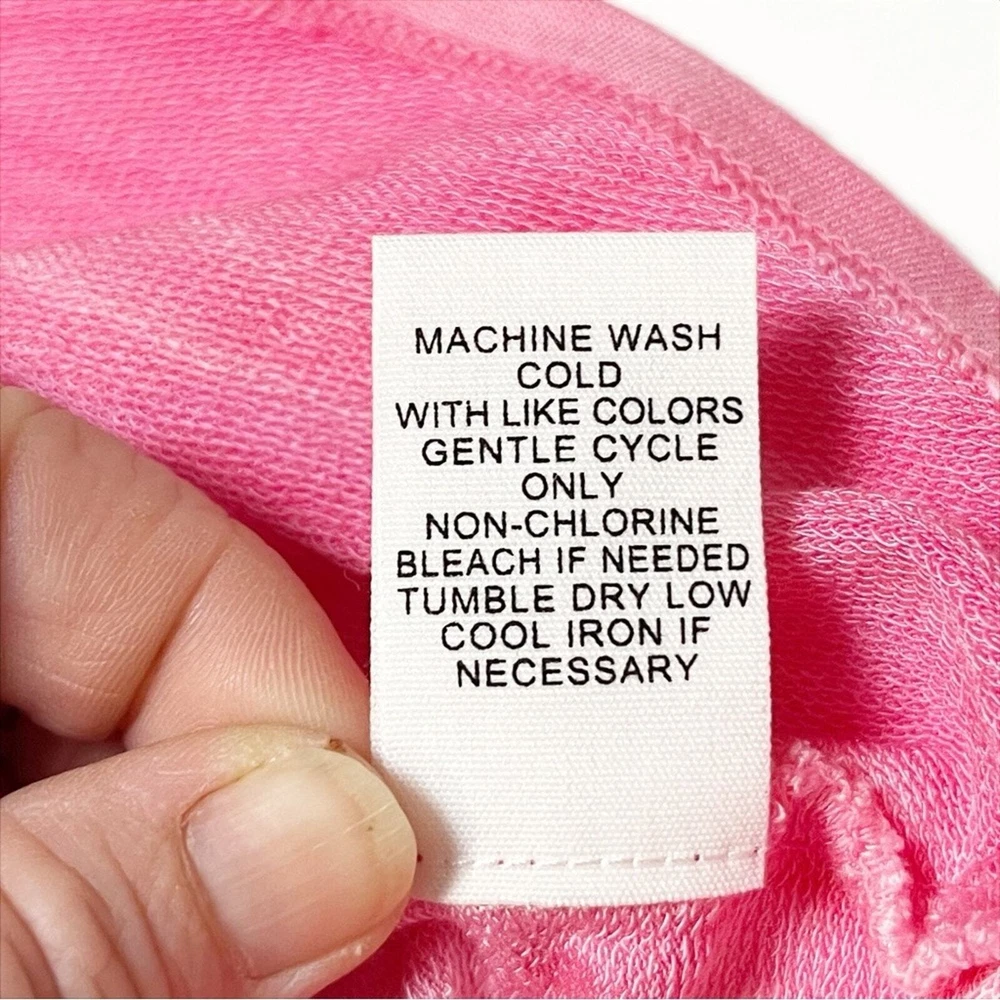 MACHINE WASH
COLD
WITH LIKE COLORS
GENTLE CYCLE
ONLY
NON-CHLORINE
BLEACH IF NEEDED
TUMBLE DRY LOW
COOL IRON IF
NECESSARY